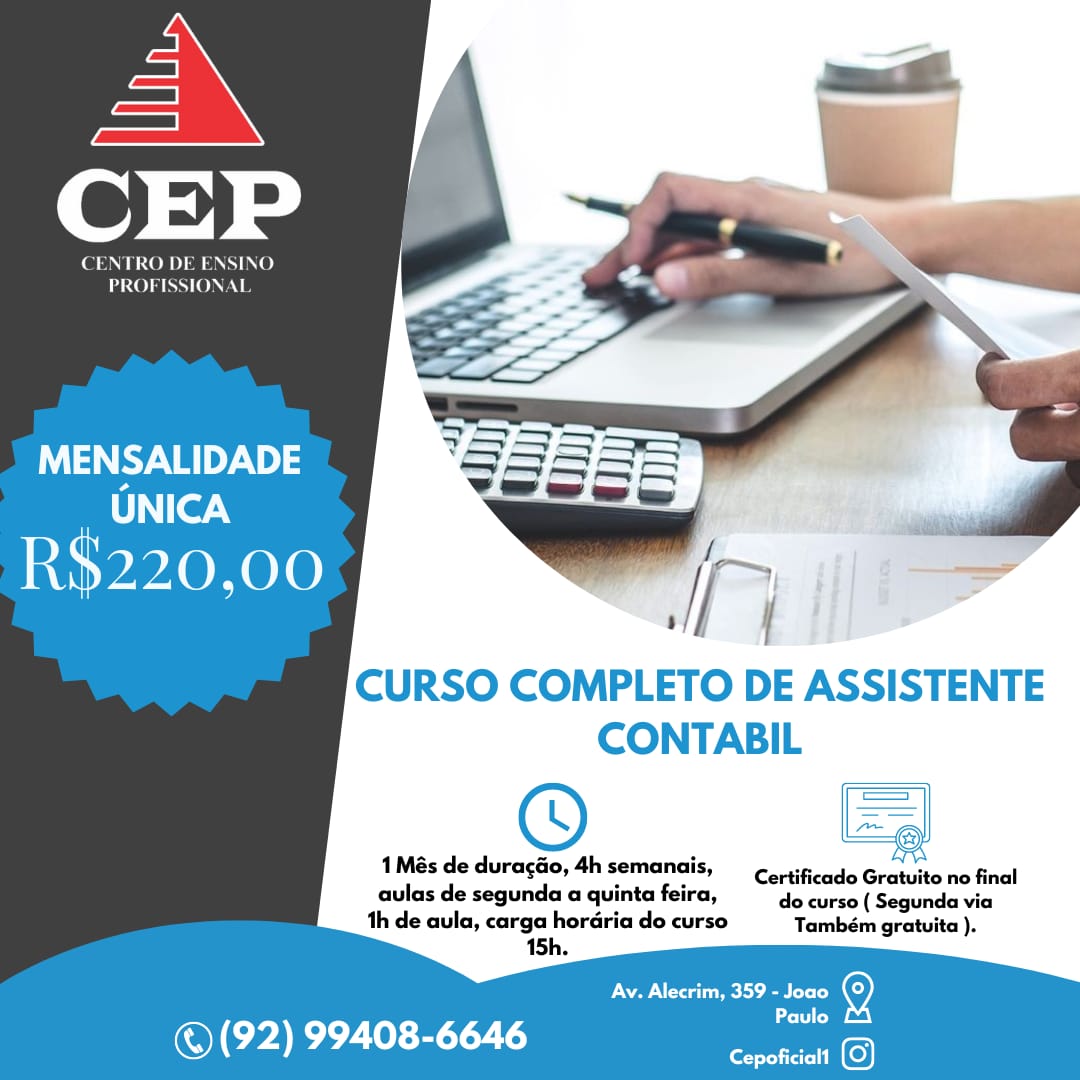 CEP
CENTRO DE ENSINO
PROFISSIONAL
MENSALIDADE
ÚNICA
R$220,00
CURSO COMPLETO DE ASSISTENTE
CONTABIL
1 Mês de duração, 4h semanais,
aulas de segunda a quinta feira,
1h de aula, carga horária do curso
15h.
Certificado Gratuito no final
do curso ( Segunda via
Também gratuita ).
(92) 99408-6646
Av. Alecrim, 359 - Joao
Paulo
Cepoficial1